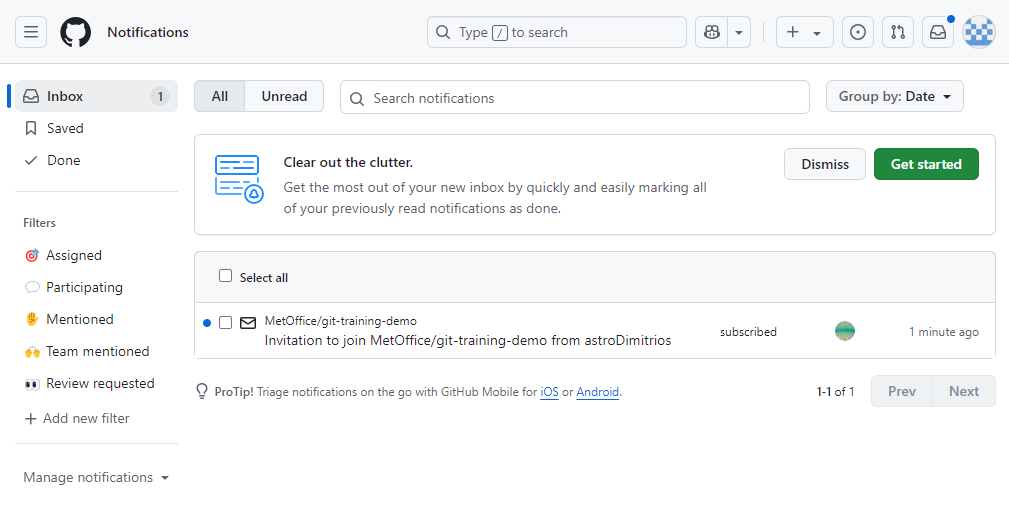 Notifications
Type / to search
Inbox 1
Saved
Done
Filters
Assigned
Participating
Mentioned
Team mentioned
Review requested
Add new filter
Manage notifications
All Unread
Search notifications
Group by: Date
Clear out the clutter.
Get the most out of your new inbox by quickly and easily marking all
of your previously read notifications as done.
Dismiss Get started
Select all
MetOffice/git-training-demo
Invitation to join MetOffice/git-training-demo from astroDimitrios
subscribed
1 minute ago
ProTip! Triage notifications on the go with GitHub Mobile for iOS or Android.
1-1 of 1
Prev Next